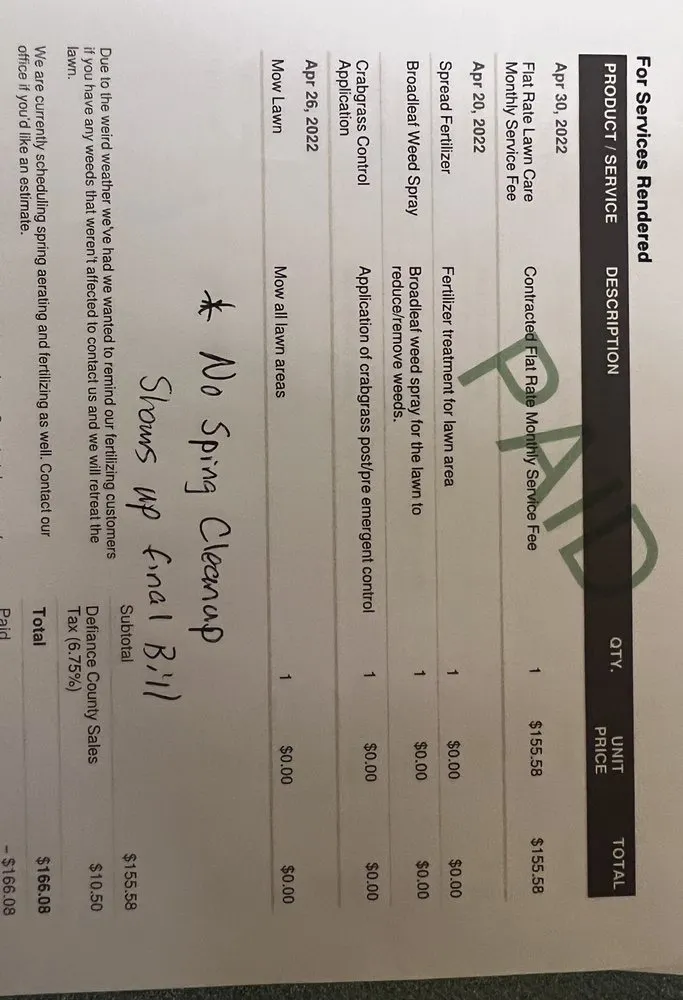 For Services Rendered
PRODUCT / SERVICE DESCRIPTION QTY. UNIT PRICE TOTAL
PAID
Apr 30, 2022
Flat Rate Lawn Care Contracted Flat Rate Monthly Service Fee 1 $155.58 $155.58
Monthly Service Fee
Apr 20, 2022
Spread Fertilizer Fertilizer treatment for lawn area 1 $0.00 $0.00
Broadleaf Weed Spray Broadleaf weed spray for the lawn to 1 $0.00 $0.00
reduce/remove weeds.
Crabgrass Control Application of crabgrass post/pre emergent control 1 $0.00 $0.00
Application
Apr 26, 2022
Mow Lawn Mow all lawn areas 1 $0.00 $0.00
* No Sping Cleanup
Shows up final Bill
Due to the weird weather we've had we wanted to remind our fertilizing customers
if you have any weeds that weren't affected to contact us and we will retreat the
lawn.
We are currently scheduling spring aerating and fertilizing as well. Contact our
office if you'd like an estimate.
Subtotal $155.58
Defiance County Sales $10.50
Tax (6.75%)
Total $166.08
Paid - $166.08